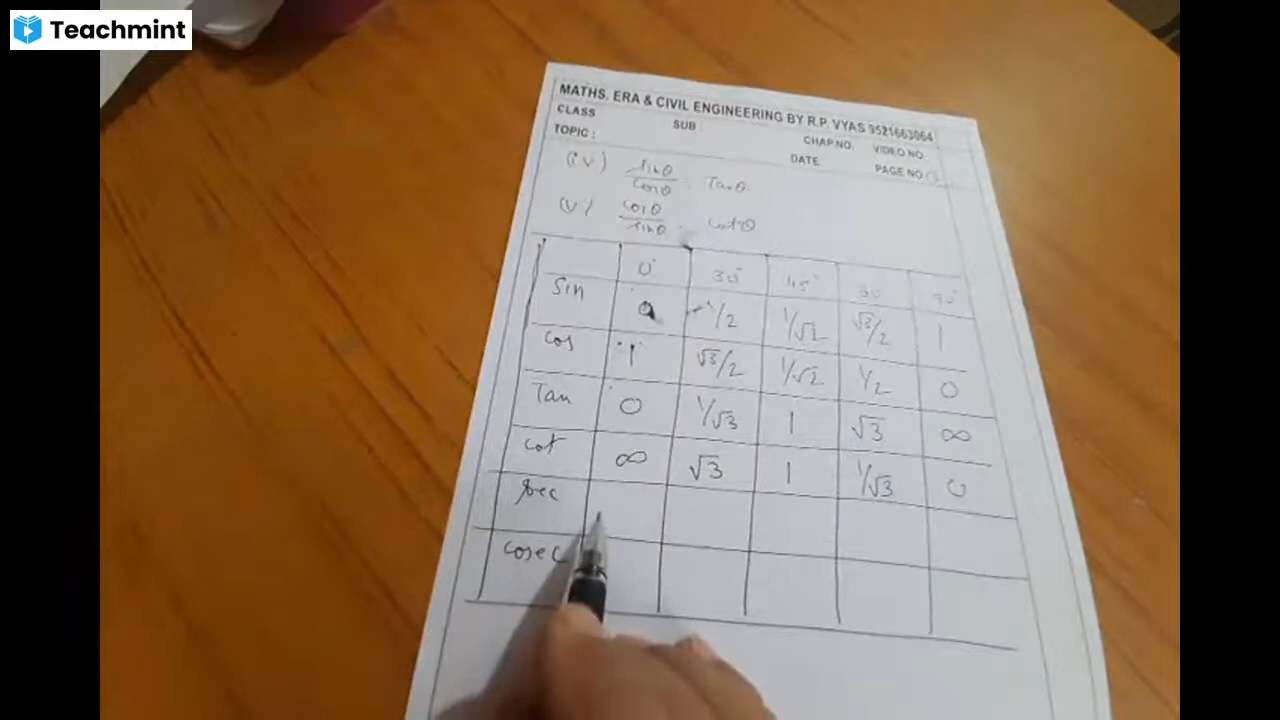 Teachmint
MATHS. ERA & CIVIL ENGINEERING BY R.P. VYAS 9521663064
CLASS SUB CHAP.NO. VIDEO NO.
TOPIC : DATE PAGE NO
(iv) sinθ/cosθ = Tanθ
(v) cosθ/sinθ = cotθ
0° 30° 45° 60 90°
Sin 0 1/2 1/√2 √3/2 1
cos 1 √3/2 1/√2 1/2 0
Tan 0 1/√3 1 √3 ∞
cot ∞ √3 1 1/√3 0
sec
cosec